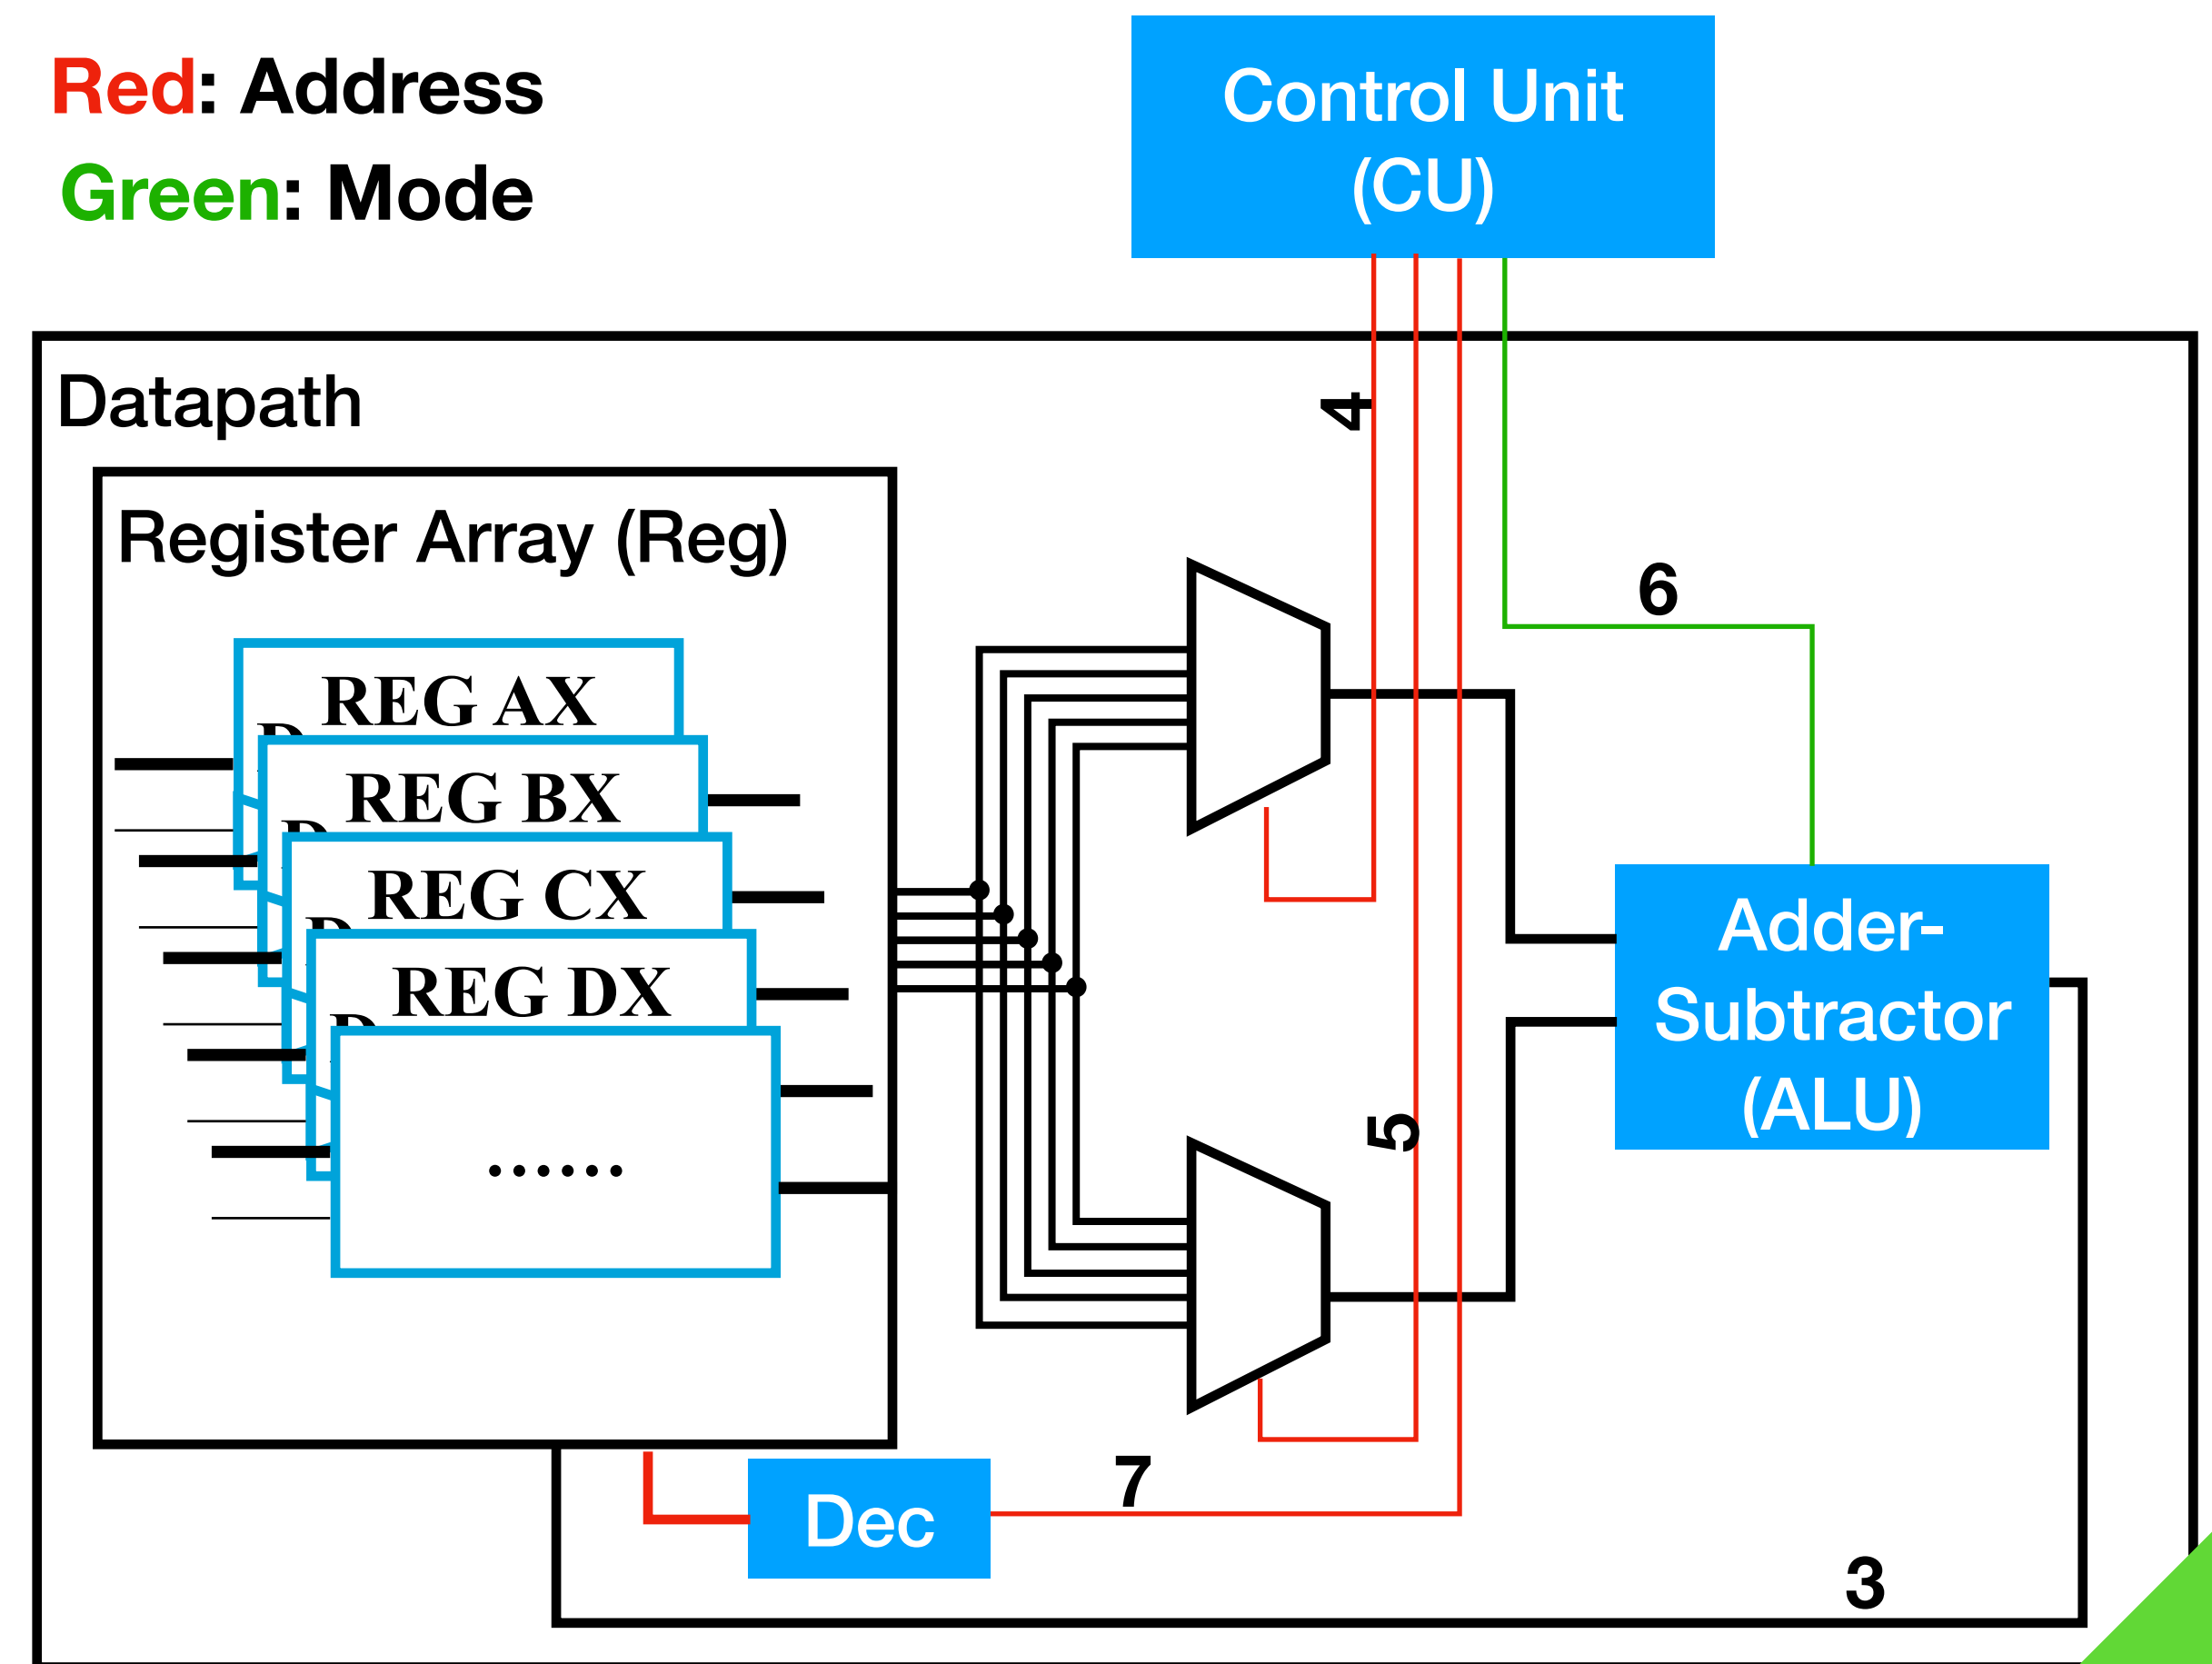 Red: Address
Green: Mode
Control Unit
(CU)
Datapath
4
Register Array (Reg)
6
REG AX
D
REG BX
D
REG CX
D
REG DX
D
.......
Adder-
Subtractor
(ALU)
5
7
Dec
3